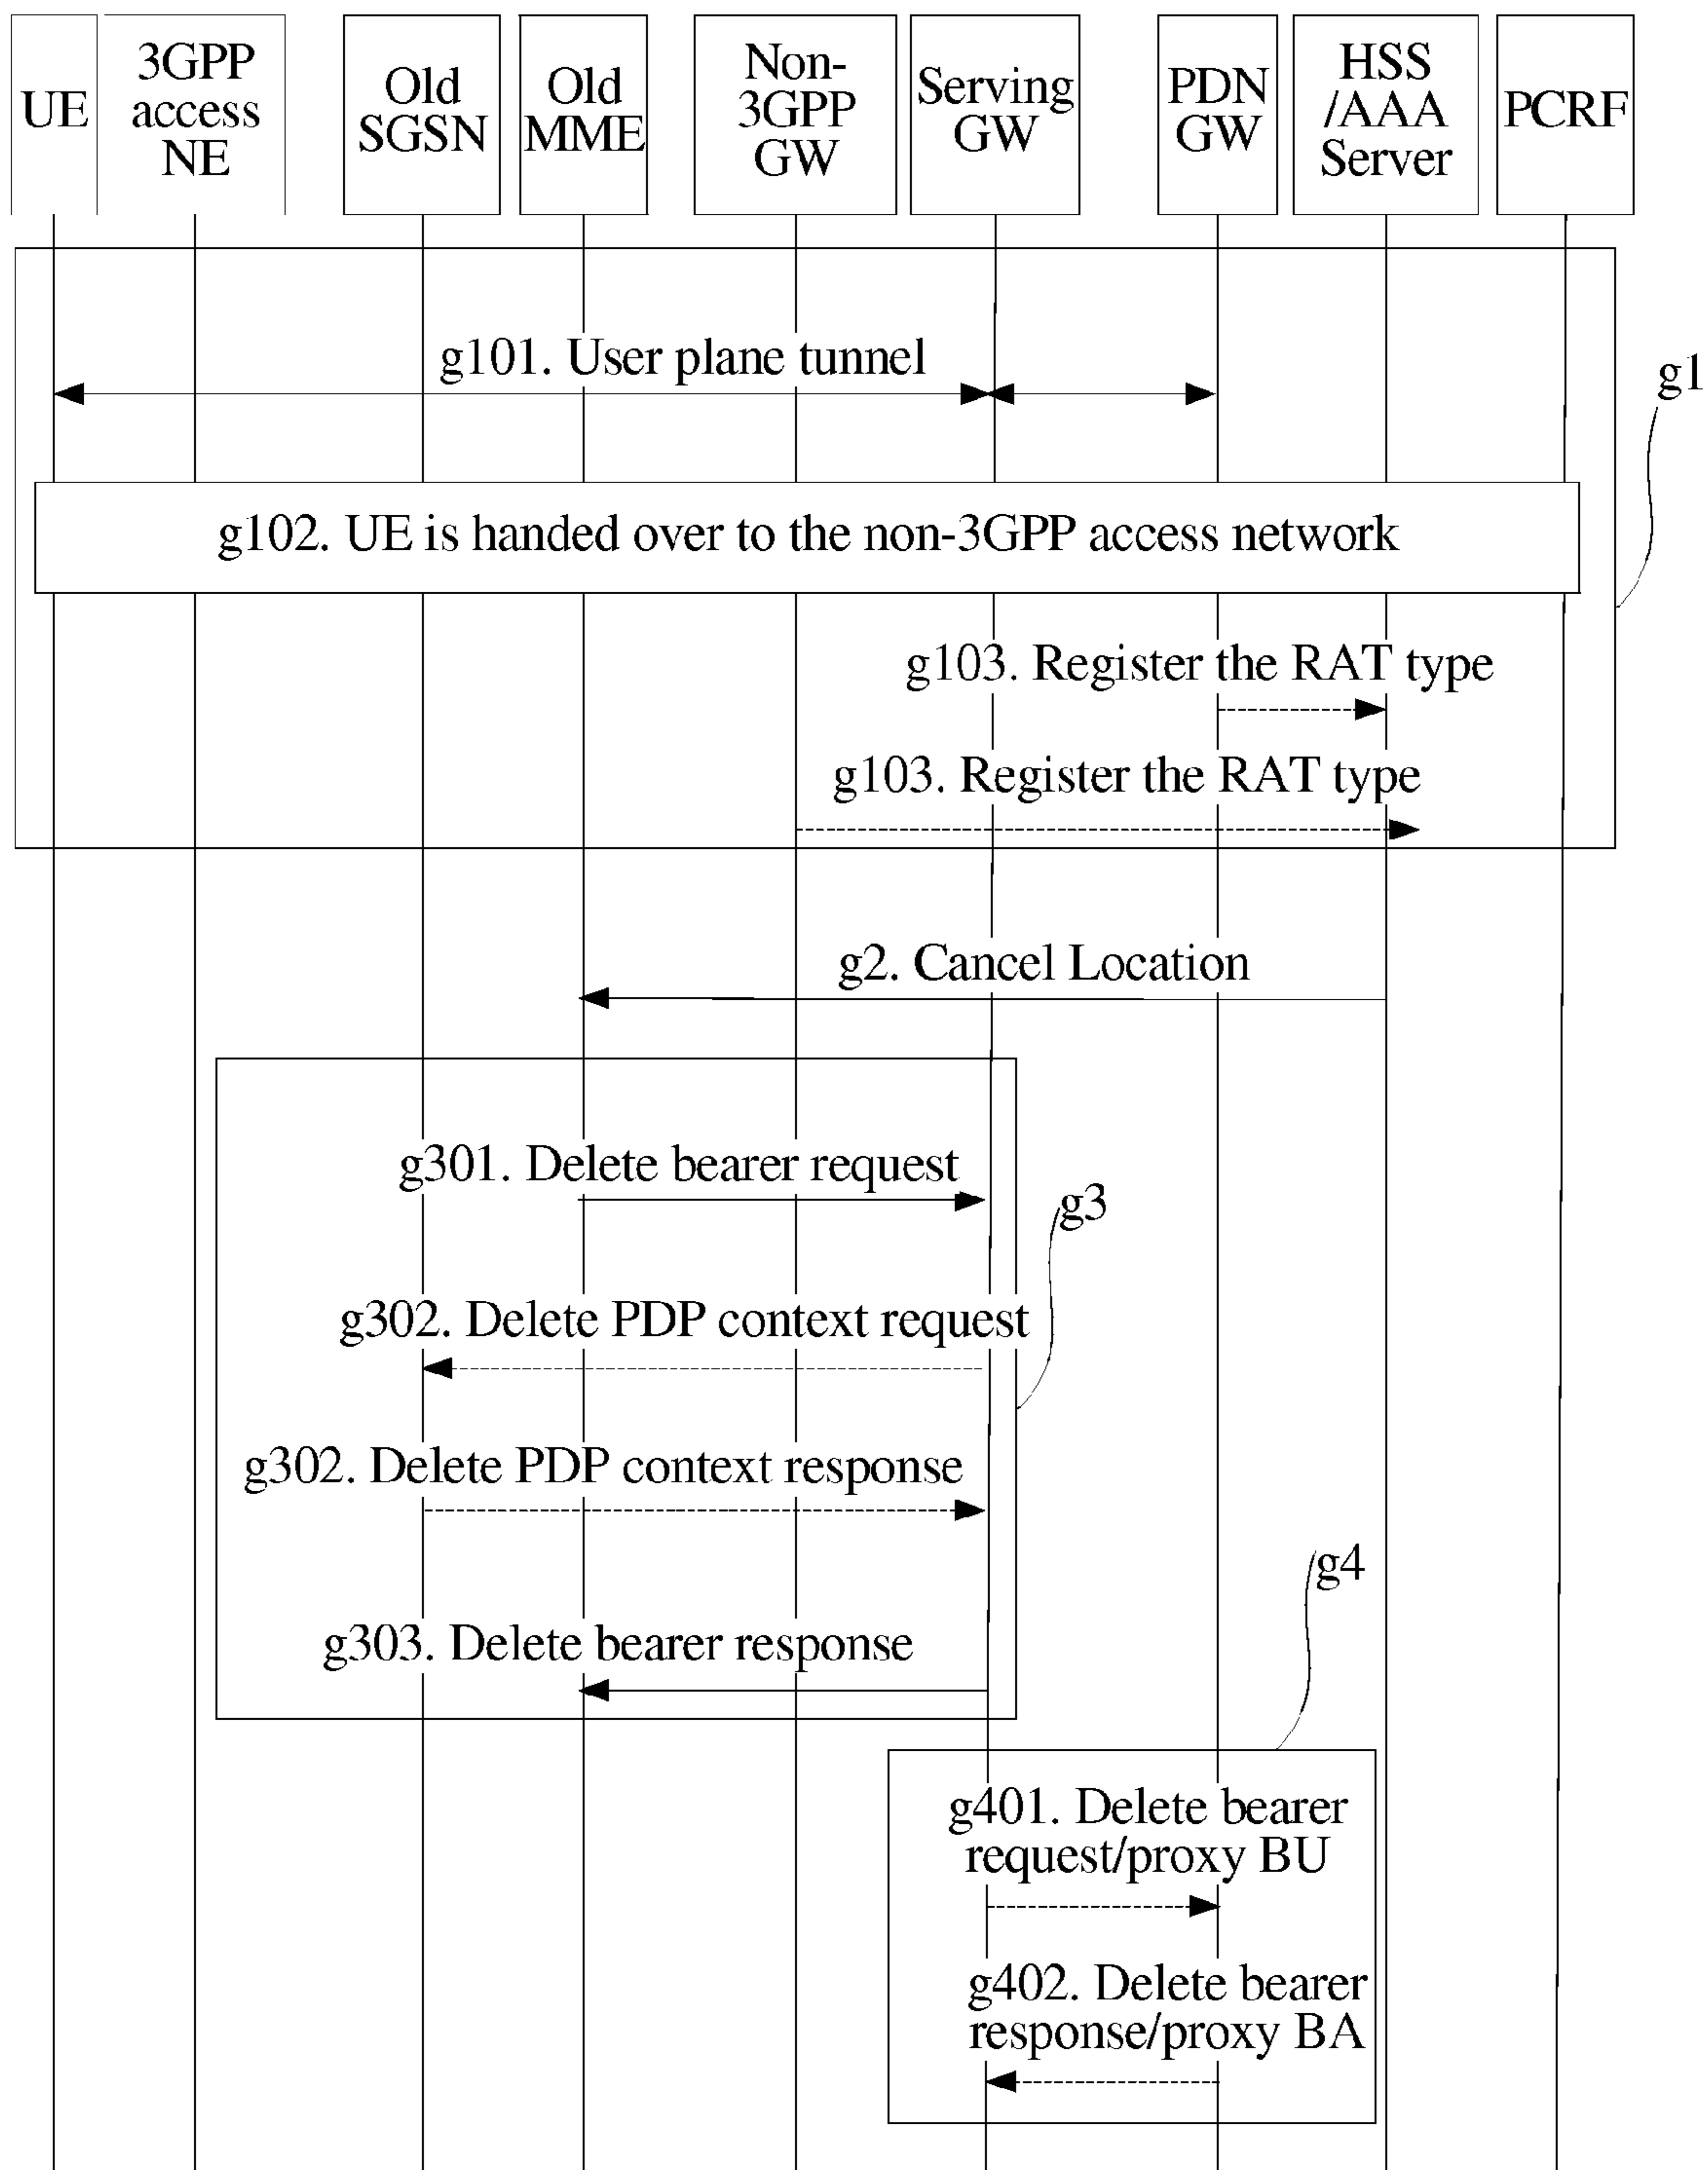 UE
3GPP
access
NE
Old
SGSN
Old
MME
Non-
3GPP
GW
Serving
GW
PDN
GW
HSS
/AAA
Server
PCRF
g101. User plane tunnel
g1
g102. UE is handed over to the non-3GPP access network
g103. Register the RAT type
g103. Register the RAT type
g2. Cancel Location
g301. Delete bearer request
g3
g302. Delete PDP context request
g302. Delete PDP context response
g4
g303. Delete bearer response
g401. Delete bearer
request/proxy BU
g402. Delete bearer
response/proxy BA